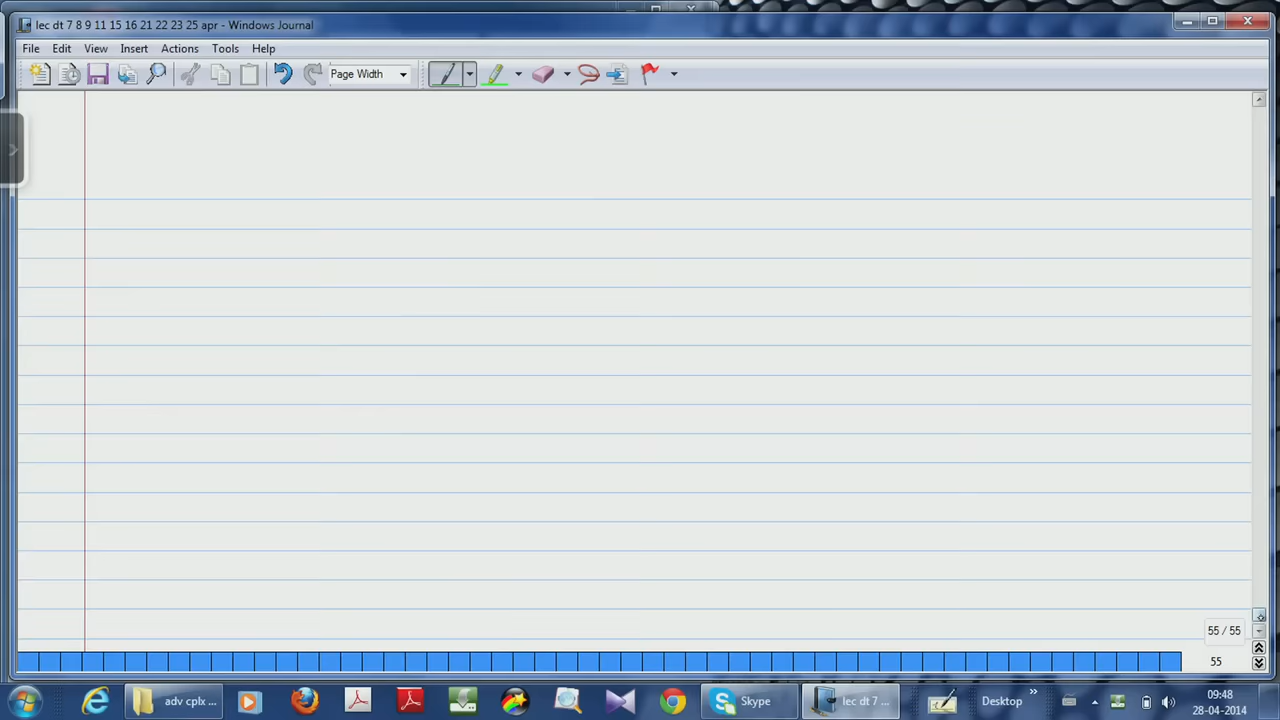 lec dt 7 8 9 11 15 16 21 22 23 25 apr - Windows Journal
File Edit View Insert Actions Tools Help
Page Width
55 / 55
55
adv cplx ...
Skype
lec dt 7 ...
Desktop
09:48
28-04-2014